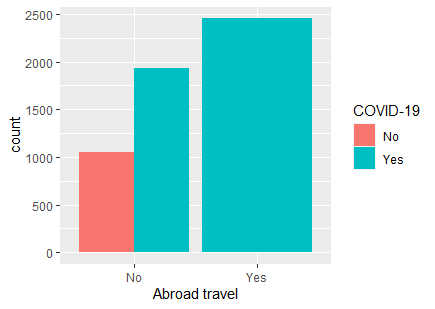 2500
2000
1500
1000
500
0
count
No
Yes
Abroad travel
COVID-19
No
Yes